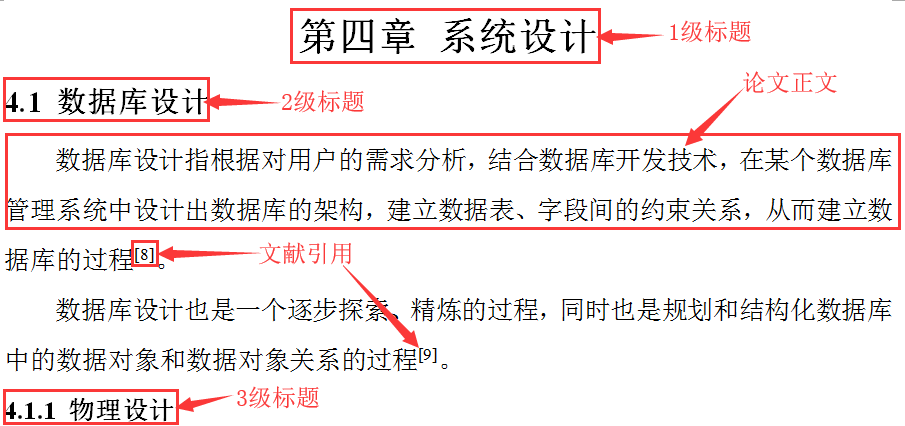 第四章 系统设计
1级标题
4.1 数据库设计
2级标题
论文正文
数据库设计指根据对用户的需求分析，结合数据库开发技术，在某个数据库
管理系统中设计出数据库的架构，建立数据表、字段间的约束关系，从而建立数
据库的过程[8]。
文献引用
数据库设计也是一个逐步探索、精炼的过程，同时也是规划和结构化数据库
中的数据对象和数据对象关系的过程[9]。
4.1.1 物理设计
3级标题